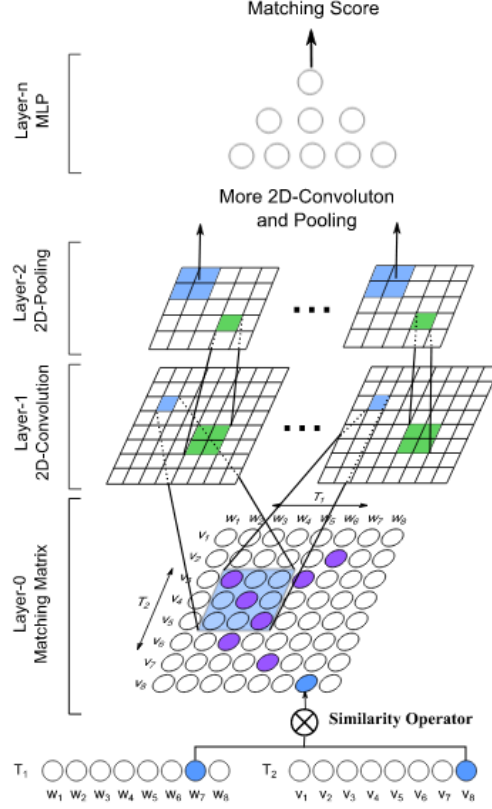 Matching Score
Layer-n
MLP
More 2D-Convoluton
and Pooling
Layer-2
2D-Pooling
...
...
Layer-1
2D-Convolution
...
Layer-0
Matching Matrix
T₁
w₁ w₂ w₃ w₄ w₅ w₆ w₇ w₈
T₂
v₁
v₂
v₃
v₄
v₅
v₆
v₇
v₈
Similarity Operator
T₁
w₁ w₂ w₃ w₄ w₅ w₆ w₇ w₈
T₂
v₁ v₂ v₃ v₄ v₅ v₆ v₇ v₈